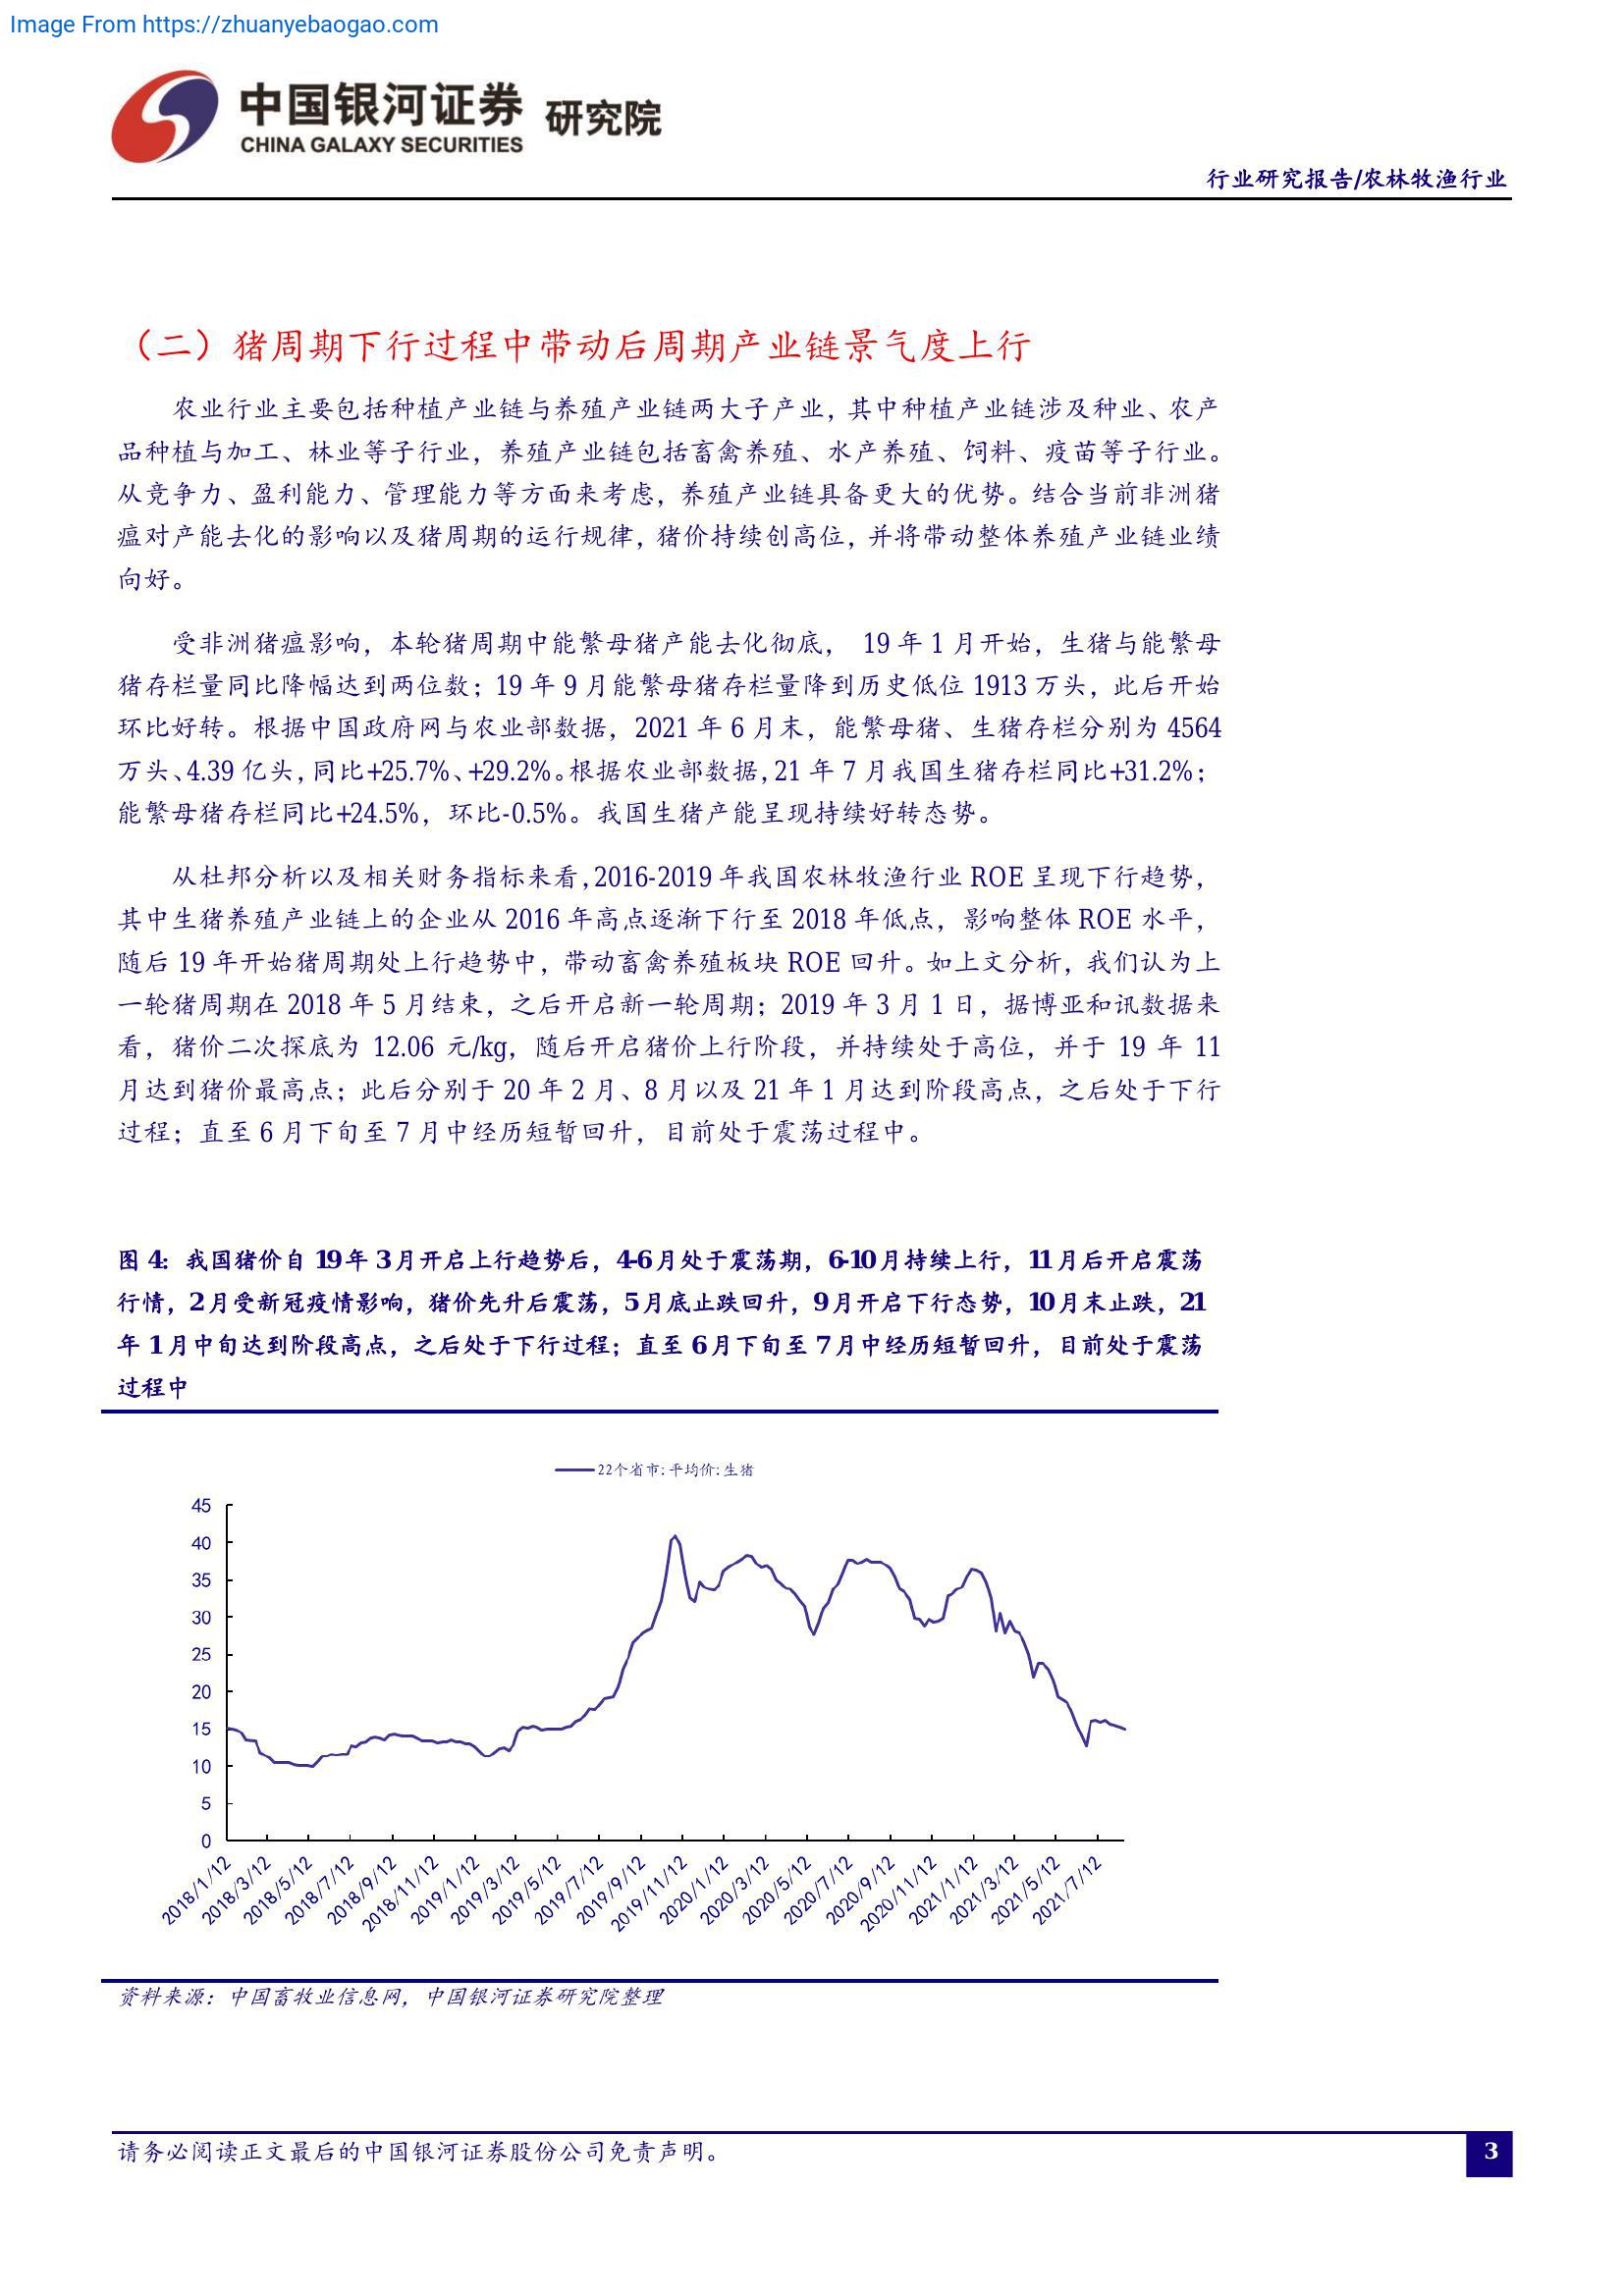 Image From https://zhuanyebaogao.com
中国银河证券 研究院
CHINA GALAXY SECURITIES
行业研究报告/农林牧渔行业
（二）猪周期下行过程中带动后周期产业链景气度上行
农业行业主要包括种植产业链与养殖产业链两大子产业，其中种植产业链涉及种业、农产
品种植与加工、林业等子行业，养殖产业链包括畜禽养殖、水产养殖、饲料、疫苗等子行业。
从竞争力、盈利能力、管理能力等方面来考虑，养殖产业链具备更大的优势。结合当前非洲猪
瘟对产能去化的影响以及猪周期的运行规律，猪价持续创高位，并将带动整体养殖产业链业绩
向好。
受非洲猪瘟影响，本轮猪周期中能繁母猪产能去化彻底， 19 年 1 月开始，生猪与能繁母
猪存栏量同比降幅达到两位数；19 年 9 月能繁母猪存栏量降到历史低位 1913 万头，此后开始
环比好转。根据中国政府网与农业部数据，2021 年 6 月末，能繁母猪、生猪存栏分别为 4564
万头、4.39 亿头，同比+25.7%、+29.2%。根据农业部数据，21 年 7 月我国生猪存栏同比+31.2%；
能繁母猪存栏同比+24.5%，环比-0.5%。我国生猪产能呈现持续好转态势。
从杜邦分析以及相关财务指标来看，2016-2019 年我国农林牧渔行业 ROE 呈现下行趋势，
其中生猪养殖产业链上的企业从 2016 年高点逐渐下行至 2018 年低点，影响整体 ROE 水平，
随后 19 年开始猪周期处上行趋势中，带动畜禽养殖板块 ROE 回升。如上文分析，我们认为上
一轮猪周期在 2018 年 5 月结束，之后开启新一轮周期；2019 年 3 月 1 日，据博亚和讯数据来
看，猪价二次探底为 12.06 元/kg，随后开启猪价上行阶段，并持续处于高位，并于 19 年 11
月达到猪价最高点；此后分别于 20 年 2 月、8 月以及 21 年 1 月达到阶段高点，之后处于下行
过程；直至 6 月下旬至 7 月中经历短暂回升，目前处于震荡过程中。
图 4：我国猪价自 19 年 3 月开启上行趋势后，4-6 月处于震荡期，6-10 月持续上行，11 月后开启震荡
行情，2 月受新冠疫情影响，猪价先升后震荡，5 月底止跌回升，9 月开启下行态势，10 月末止跌，21
年 1 月中旬达到阶段高点，之后处于下行过程；直至 6 月下旬至 7 月中经历短暂回升，目前处于震荡
过程中
22个省市:平均价:生猪
45
40
35
30
25
20
15
10
5
0
2018/1/12
2018/3/12
2018/5/12
2018/7/12
2018/9/12
2018/11/12
2019/1/12
2019/3/12
2019/5/12
2019/7/12
2019/9/12
2019/11/12
2020/1/12
2020/3/12
2020/5/12
2020/7/12
2020/9/12
2020/11/12
2021/1/12
2021/3/12
2021/5/12
2021/7/12
资料来源：中国畜牧业信息网，中国银河证券研究院整理
请务必阅读正文最后的中国银河证券股份公司免责声明。
3